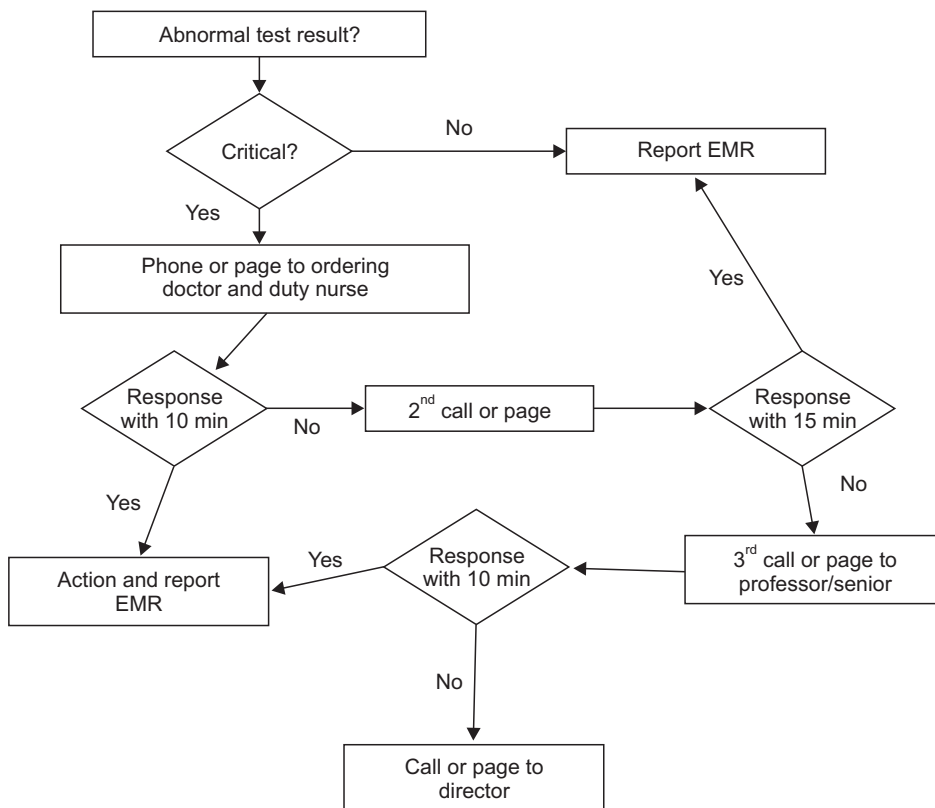 Abnormal test result?
Critical?
No
Report EMR
Yes
Phone or page to ordering
doctor and duty nurse
Yes
Response
with 10 min
No
2nd call or page
Response
with 15 min
Yes
No
Action and report
EMR
Yes
Response
with 10 min
3rd call or page to
professor/senior
No
Call or page to
director